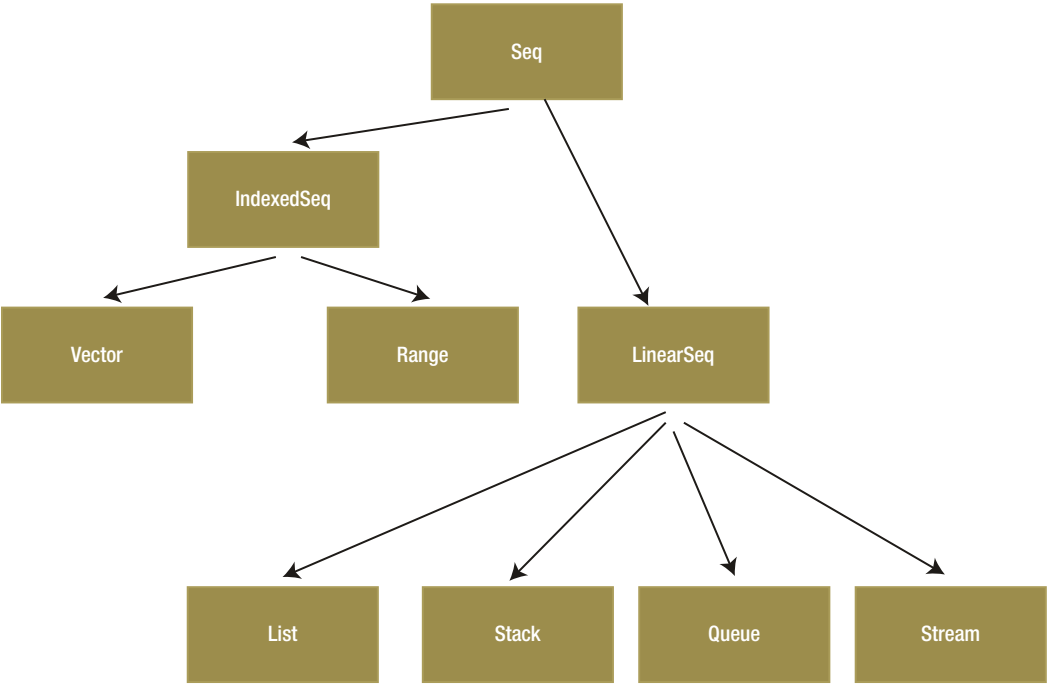 Seq
IndexedSeq
Vector
Range
LinearSeq
List
Stack
Queue
Stream